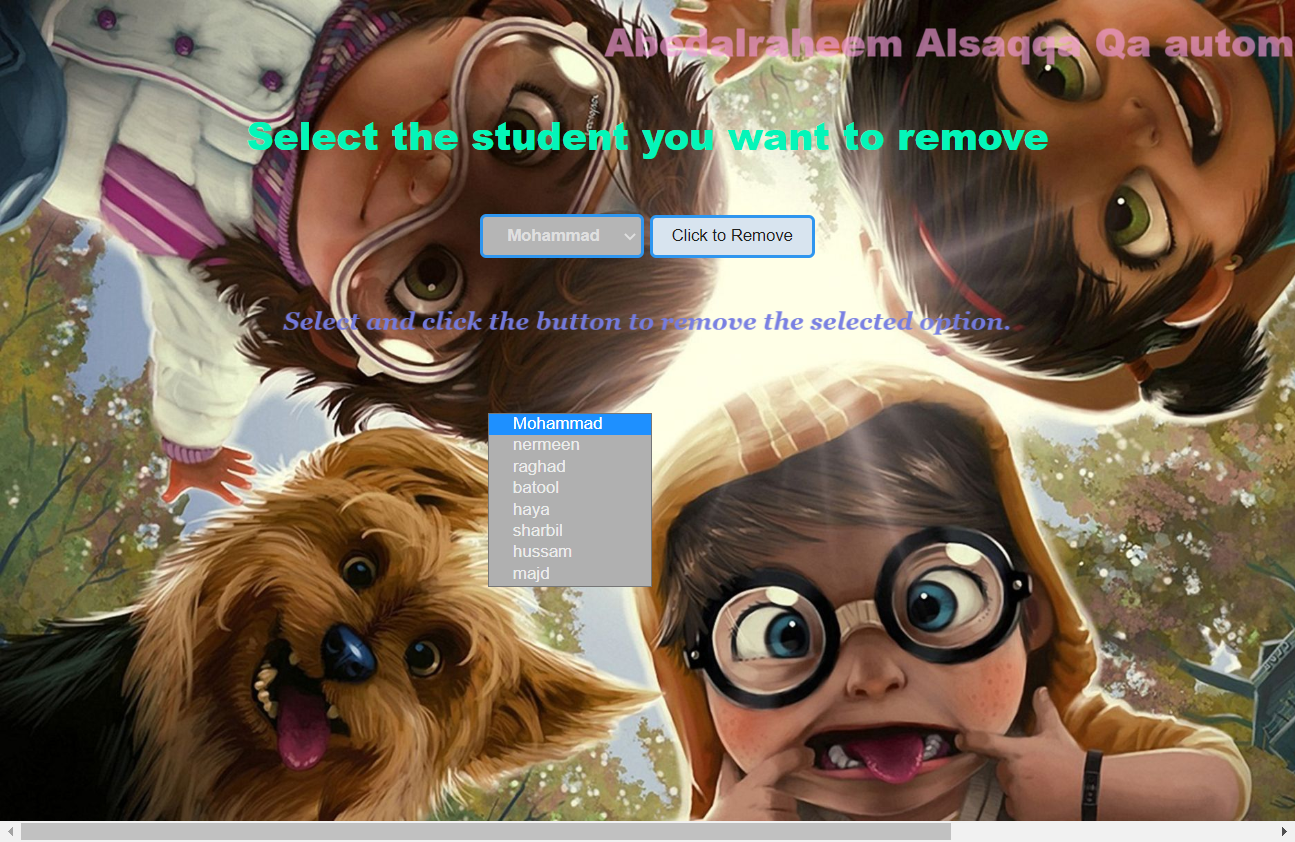 Abedalraheem Alsaqqa Qa autom
Select the student you want to remove
Mohammad
Click to Remove
Select and click the button to remove the selected option.
Mohammad
nermeen
raghad
batool
haya
sharbil
hussam
majd